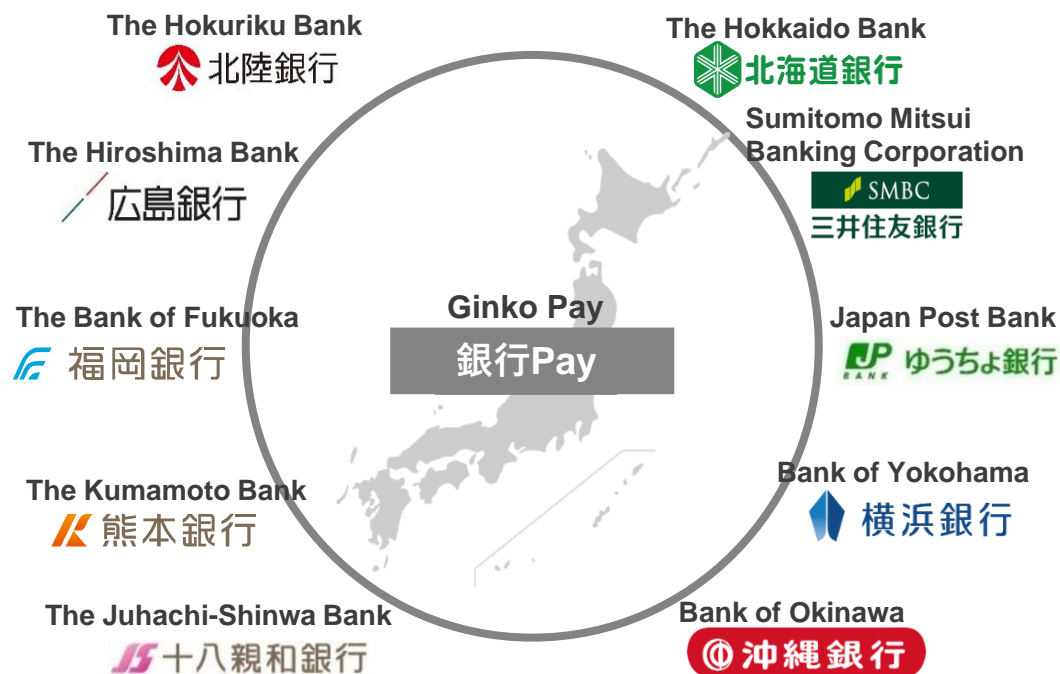 The Hokuriku Bank
北陸銀行
The Hokkaido Bank
北海道銀行
The Hiroshima Bank
広島銀行
Sumitomo Mitsui
Banking Corporation
SMBC
三井住友銀行
The Bank of Fukuoka
福岡銀行
Ginko Pay
銀行Pay
Japan Post Bank
JP
BANK
ゆうちょ銀行
The Kumamoto Bank
熊本銀行
Bank of Yokohama
横浜銀行
The Juhachi-Shinwa Bank
JS 十八親和銀行
Bank of Okinawa
沖縄銀行